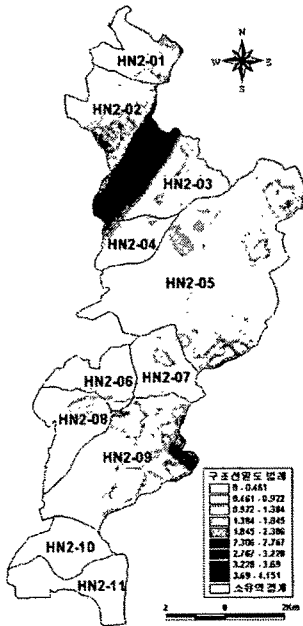 N
W
S
S
HN2-01
HN2-02
HN2-03
HN2-04
HN2-05
HN2-06
HN2-07
HN2-08
HN2-09
HN2-10
HN2-11
구조선밀도 범례
0 - 0.461
0.461 - 0.922
0.922 - 1.384
1.384 - 1.845
1.845 - 2.306
2.306 - 2.767
2.767 - 3.228
3.228 - 3.69
3.69 - 4.151
소유역 경계
2 0 2Km